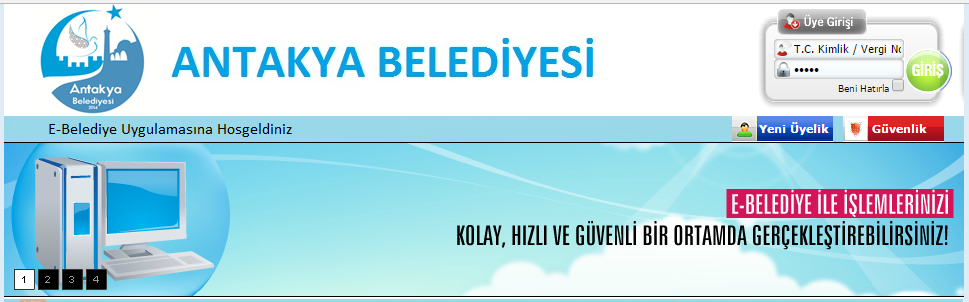 Antakya
Belediyesi
2014
ANTAKYA BELEDİYESİ
Üye Girişi
T.C. Kimlik / Vergi No
•••••
GİRİŞ
Beni Hatırla
E-Belediye Uygulamasına Hosgeldiniz
Yeni Üyelik
Güvenlik
E-BELEDİYE İLE İŞLEMLERİNİZİ
KOLAY, HIZLI VE GÜVENLİ BİR ORTAMDA GERÇEKLEŞTİREBİLİRSİNİZ!
1 2 3 4